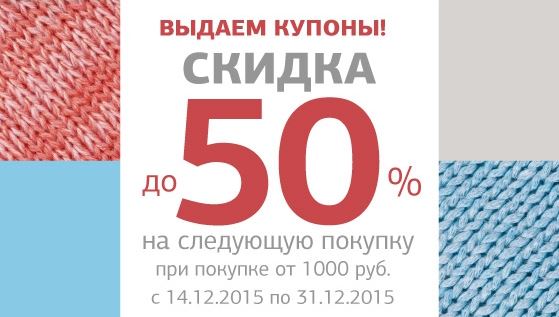 ВЫДАЕМ КУПОНЫ!
СКИДКА
до 50 %
на следующую покупку
при покупке от 1000 руб.
с 14.12.2015 по 31.12.2015